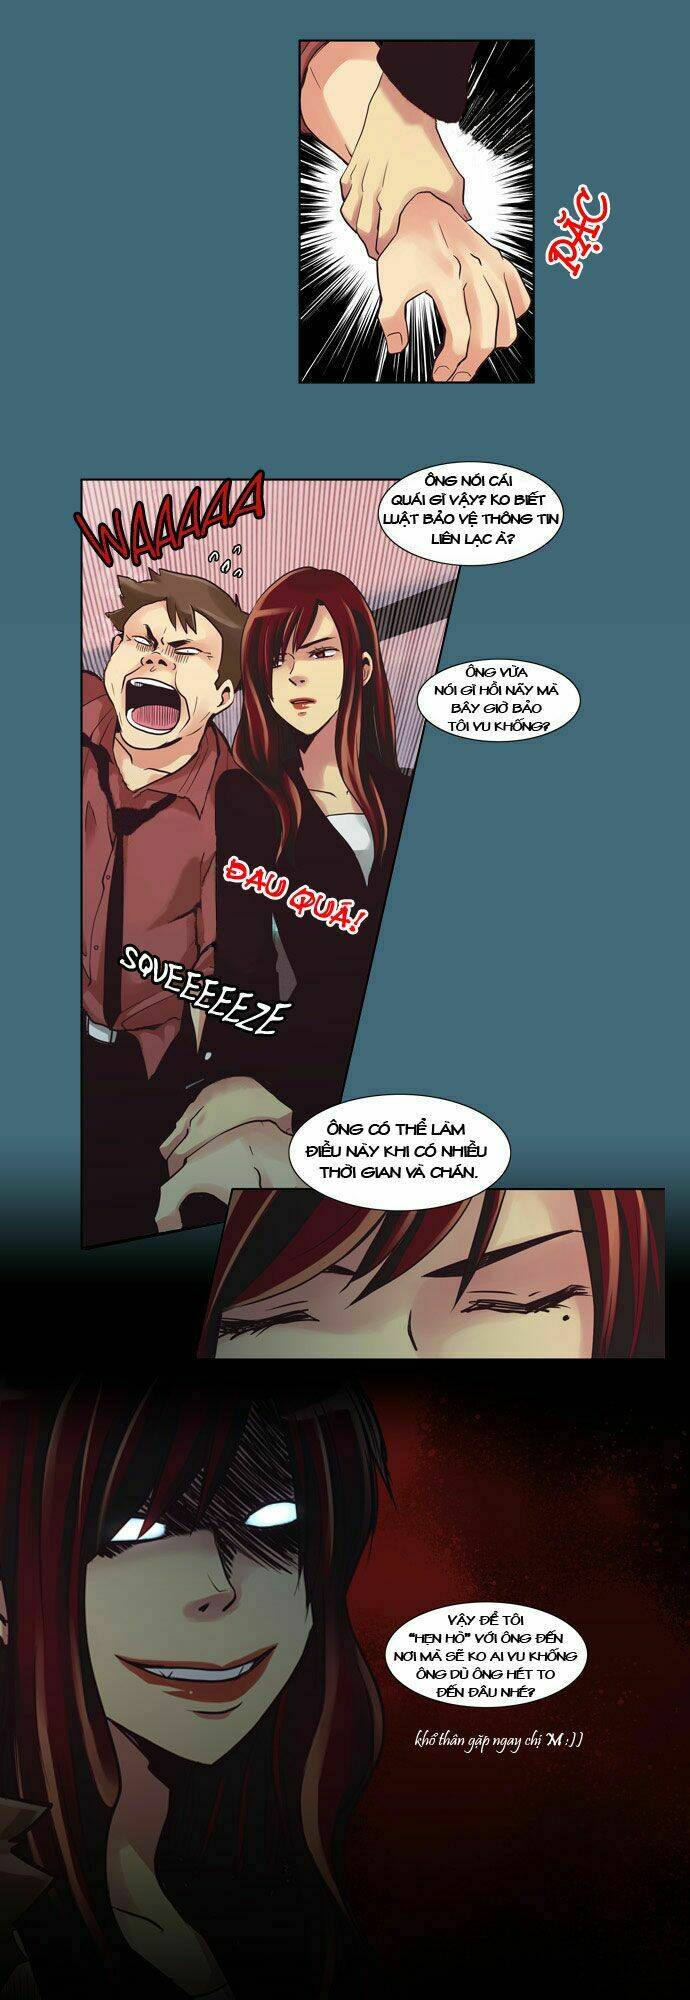 PẶC
WAAAAA
ÔNG NÓI CÁI
QUÁI GÌ VẬY? KO BIẾT
LUẬT BẢO VỆ THÔNG TIN
LIÊN LẠC À?
ÔNG VỪA
NÓI GÌ HỒI NÃY MÀ
BÂY GIỜ BẢO
TÔI VU KHỐNG?
ĐAU QUÁ!
SQUEEEEEEZE
ÔNG CÓ THỂ LÀM
ĐIỀU NÀY KHI CÓ NHIỀU
THỜI GIAN VÀ CHÁN.
VẬY ĐỂ TÔI
“HẸN HÒ” VỚI ÔNG ĐẾN
NƠI MÀ SẼ KO AI VU KHỐNG
ÔNG DÙ ÔNG HÉT TO
ĐẾN ĐÂU NHÉ?
khổ thân gặp ngay chị M :))